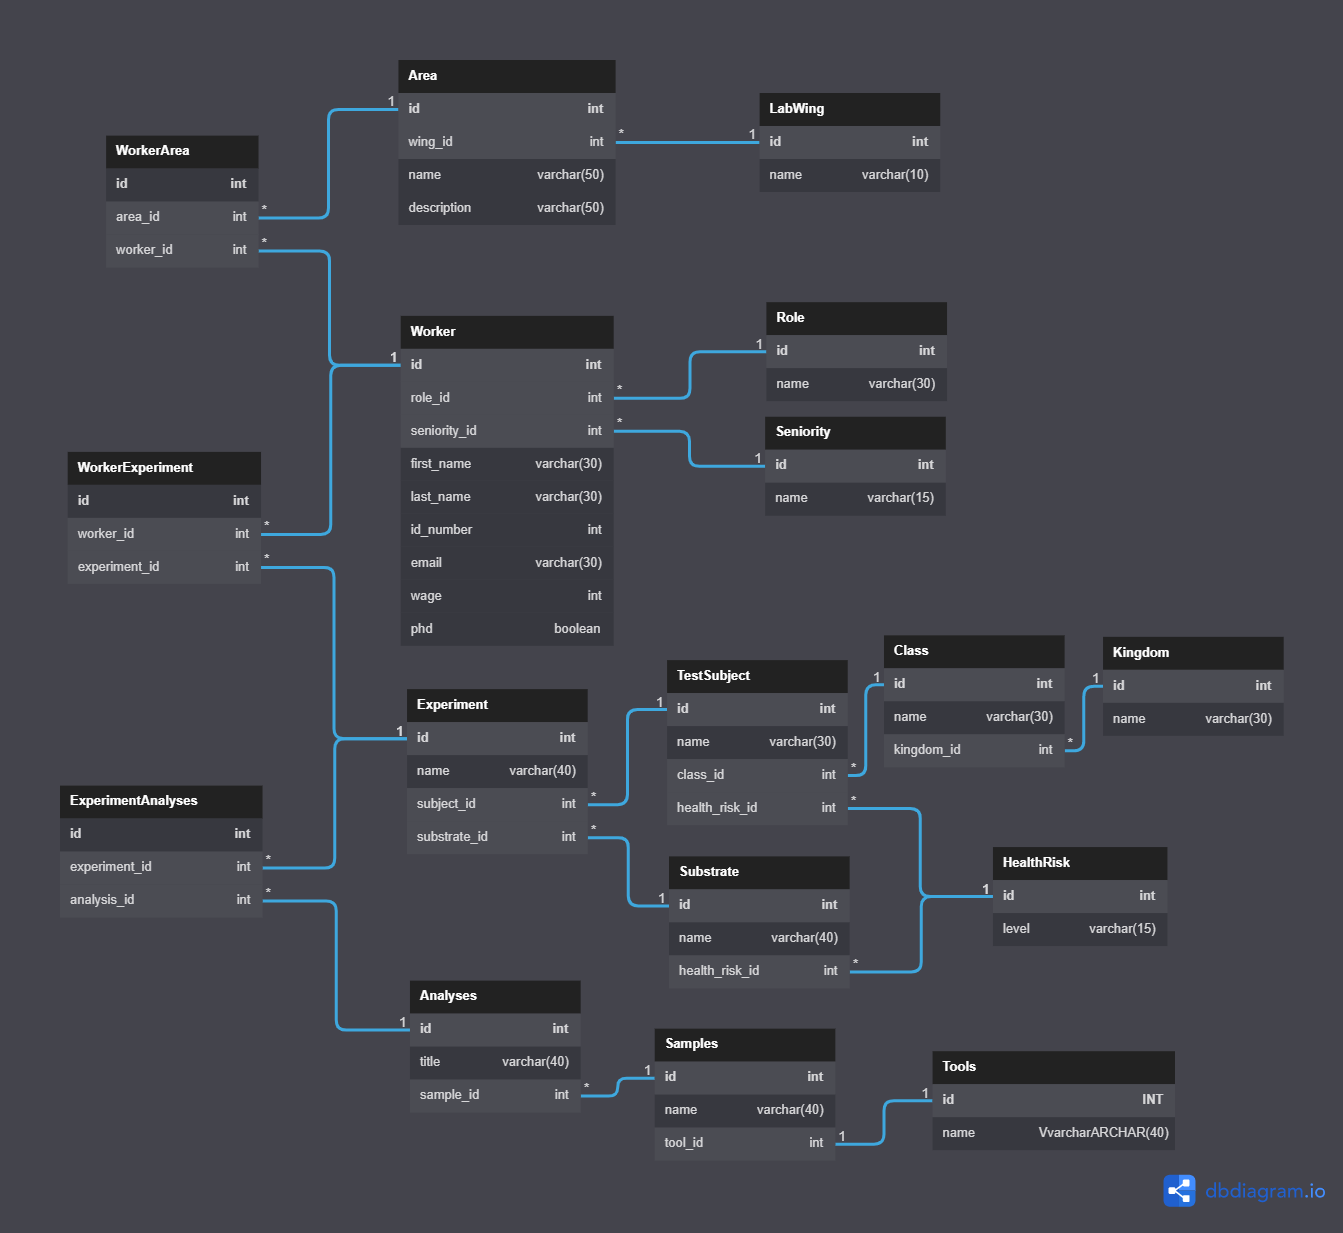 Area
1
id int
wing_id int
*
name varchar(50)
description varchar(50)
LabWing
1
id int
name varchar(10)
WorkerArea
id int
area_id int
*
worker_id int
*
Worker
1
id int
role_id int
*
seniority_id int
*
first_name varchar(30)
last_name varchar(30)
id_number int
email varchar(30)
wage int
phd boolean
Role
1
id int
name varchar(30)
Seniority
1
id int
name varchar(15)
WorkerExperiment
id int
worker_id int
*
experiment_id int
*
Experiment
1
id int
name varchar(40)
subject_id int
*
substrate_id int
*
TestSubject
1
id int
name varchar(30)
class_id int
*
health_risk_id int
*
Class
1
id int
name varchar(30)
kingdom_id int
*
Kingdom
1
id int
name varchar(30)
ExperimentAnalyses
id int
experiment_id int
*
analysis_id int
*
Substrate
1
id int
name varchar(40)
health_risk_id int
*
HealthRisk
1
id int
level varchar(15)
Analyses
1
id int
title varchar(40)
sample_id int
*
Samples
1
id int
name varchar(40)
tool_id int
1
Tools
1
id INT
name VvarcharARCHAR(40)
dbdiagram.io